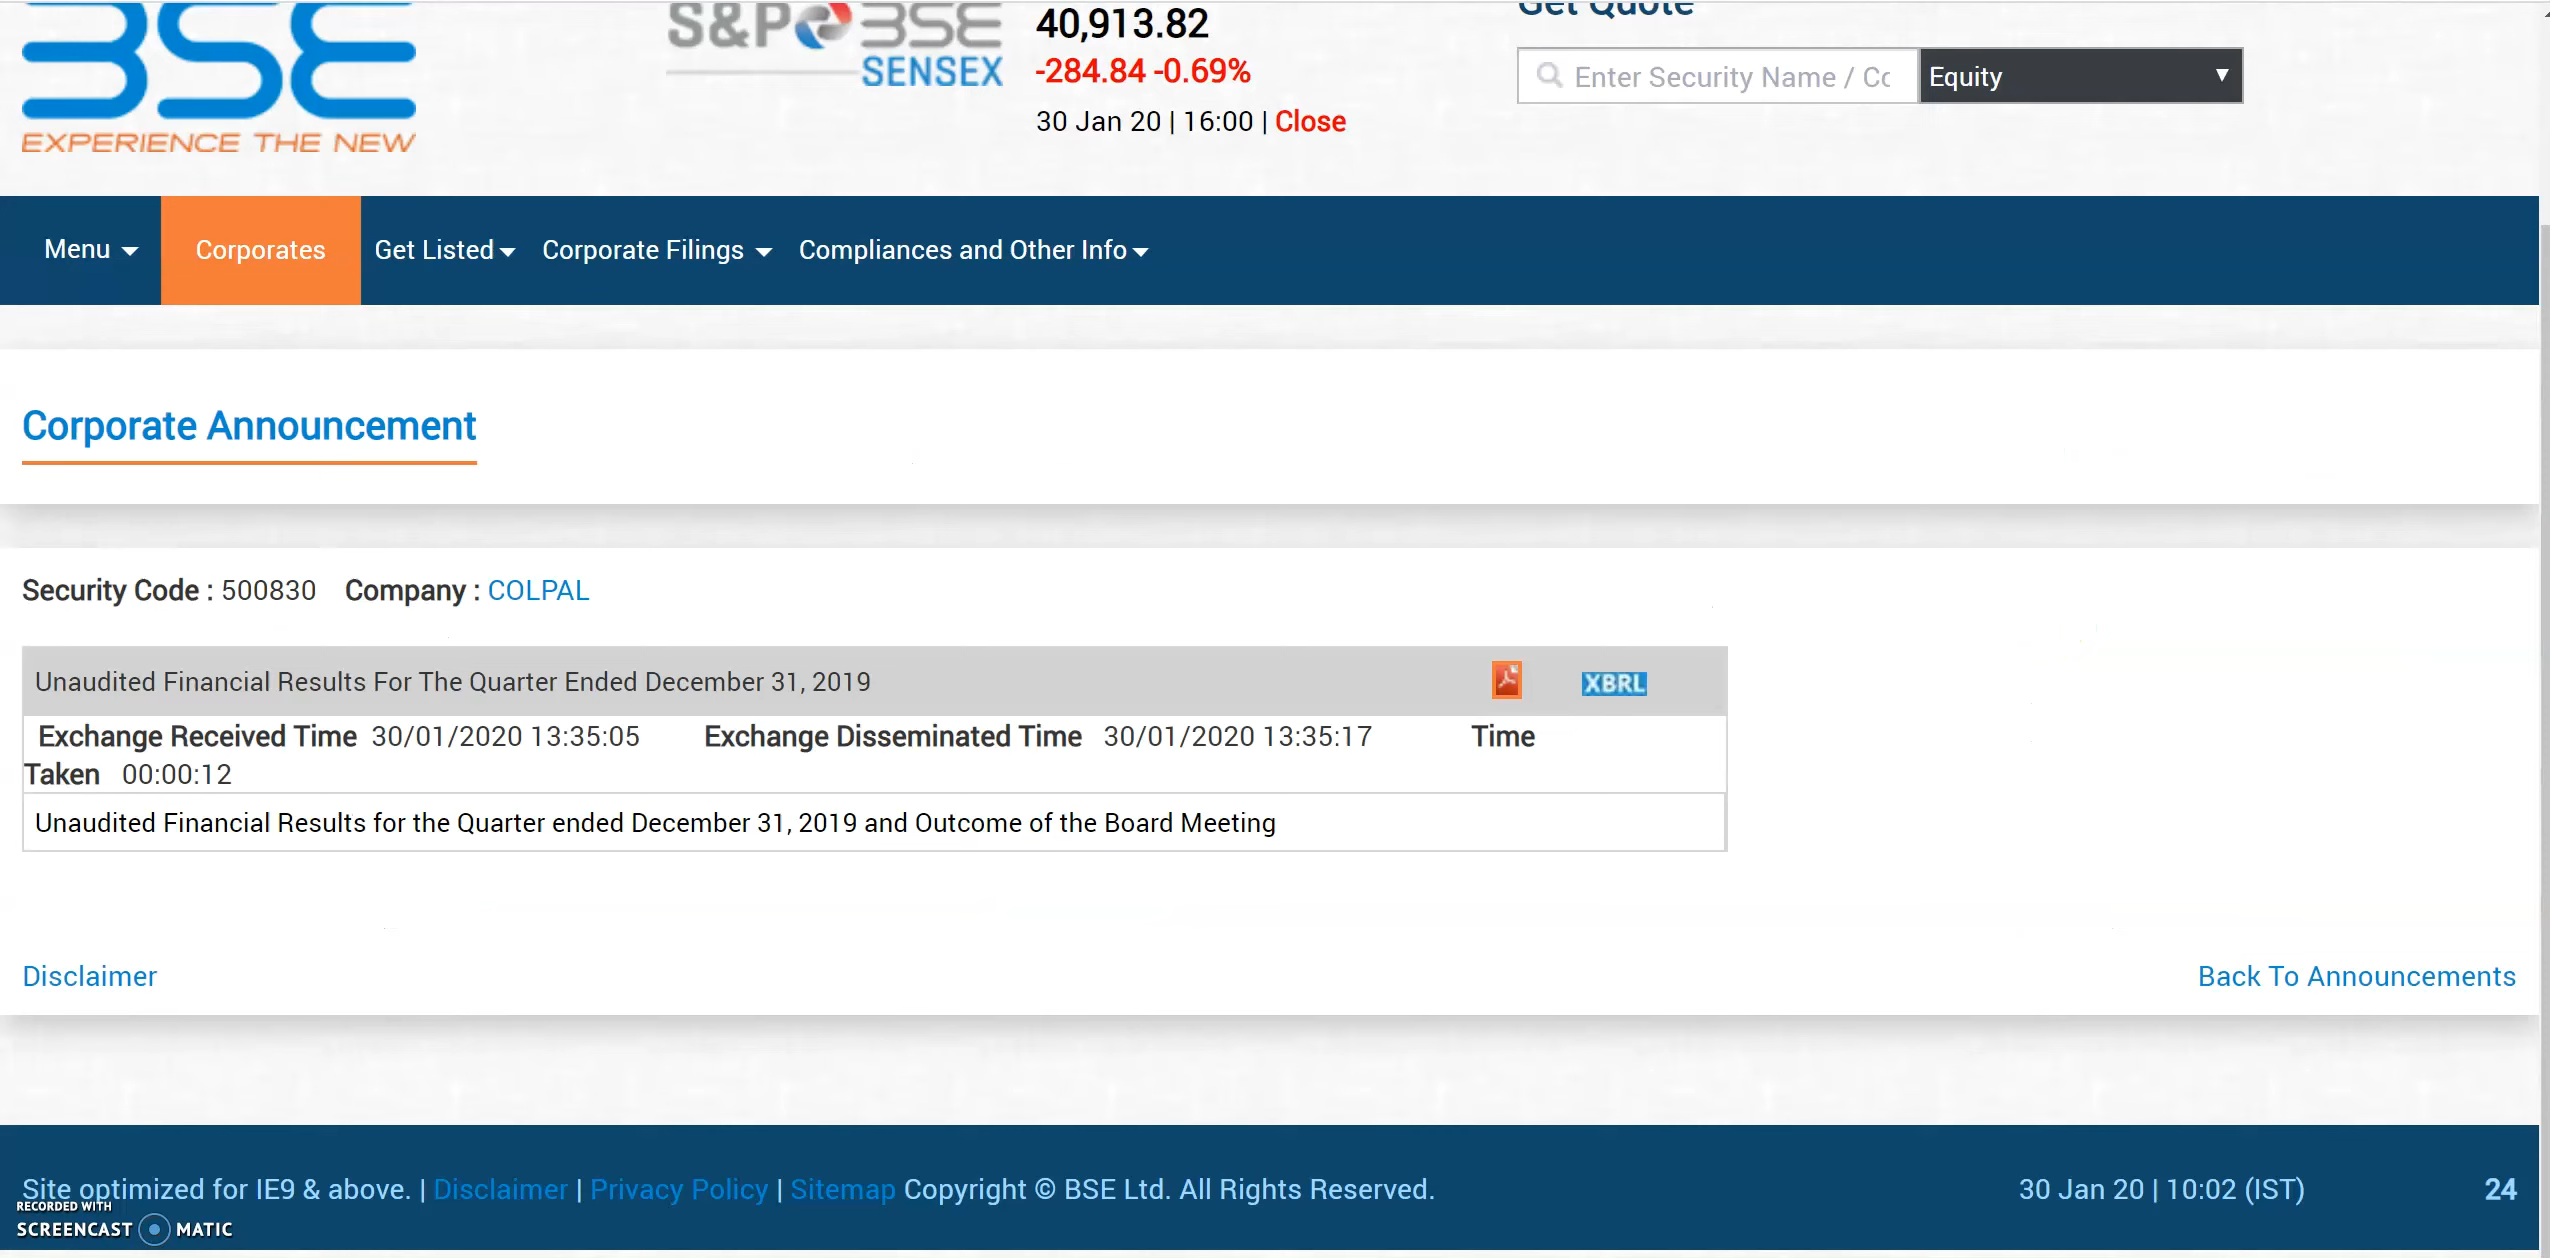 BSE
EXPERIENCE THE NEW
S&P BSE
SENSEX
40,913.82
-284.84 -0.69%
30 Jan 20 | 16:00 | Close
Get Quote
Enter Security Name / Co
Equity
Menu
Corporates
Get Listed
Corporate Filings
Compliances and Other Info
Corporate Announcement
Security Code : 500830 Company : COLPAL
Unaudited Financial Results For The Quarter Ended December 31, 2019
XBRL
Exchange Received Time 30/01/2020 13:35:05 Exchange Disseminated Time 30/01/2020 13:35:17 Time
Taken 00:00:12
Unaudited Financial Results for the Quarter ended December 31, 2019 and Outcome of the Board Meeting
Disclaimer
Back To Announcements
Site optimized for IE9 & above. | Disclaimer | Privacy Policy | Sitemap Copyright © BSE Ltd. All Rights Reserved.
30 Jan 20 | 10:02 (IST)
24
RECORDED WITH
SCREENCAST MATIC